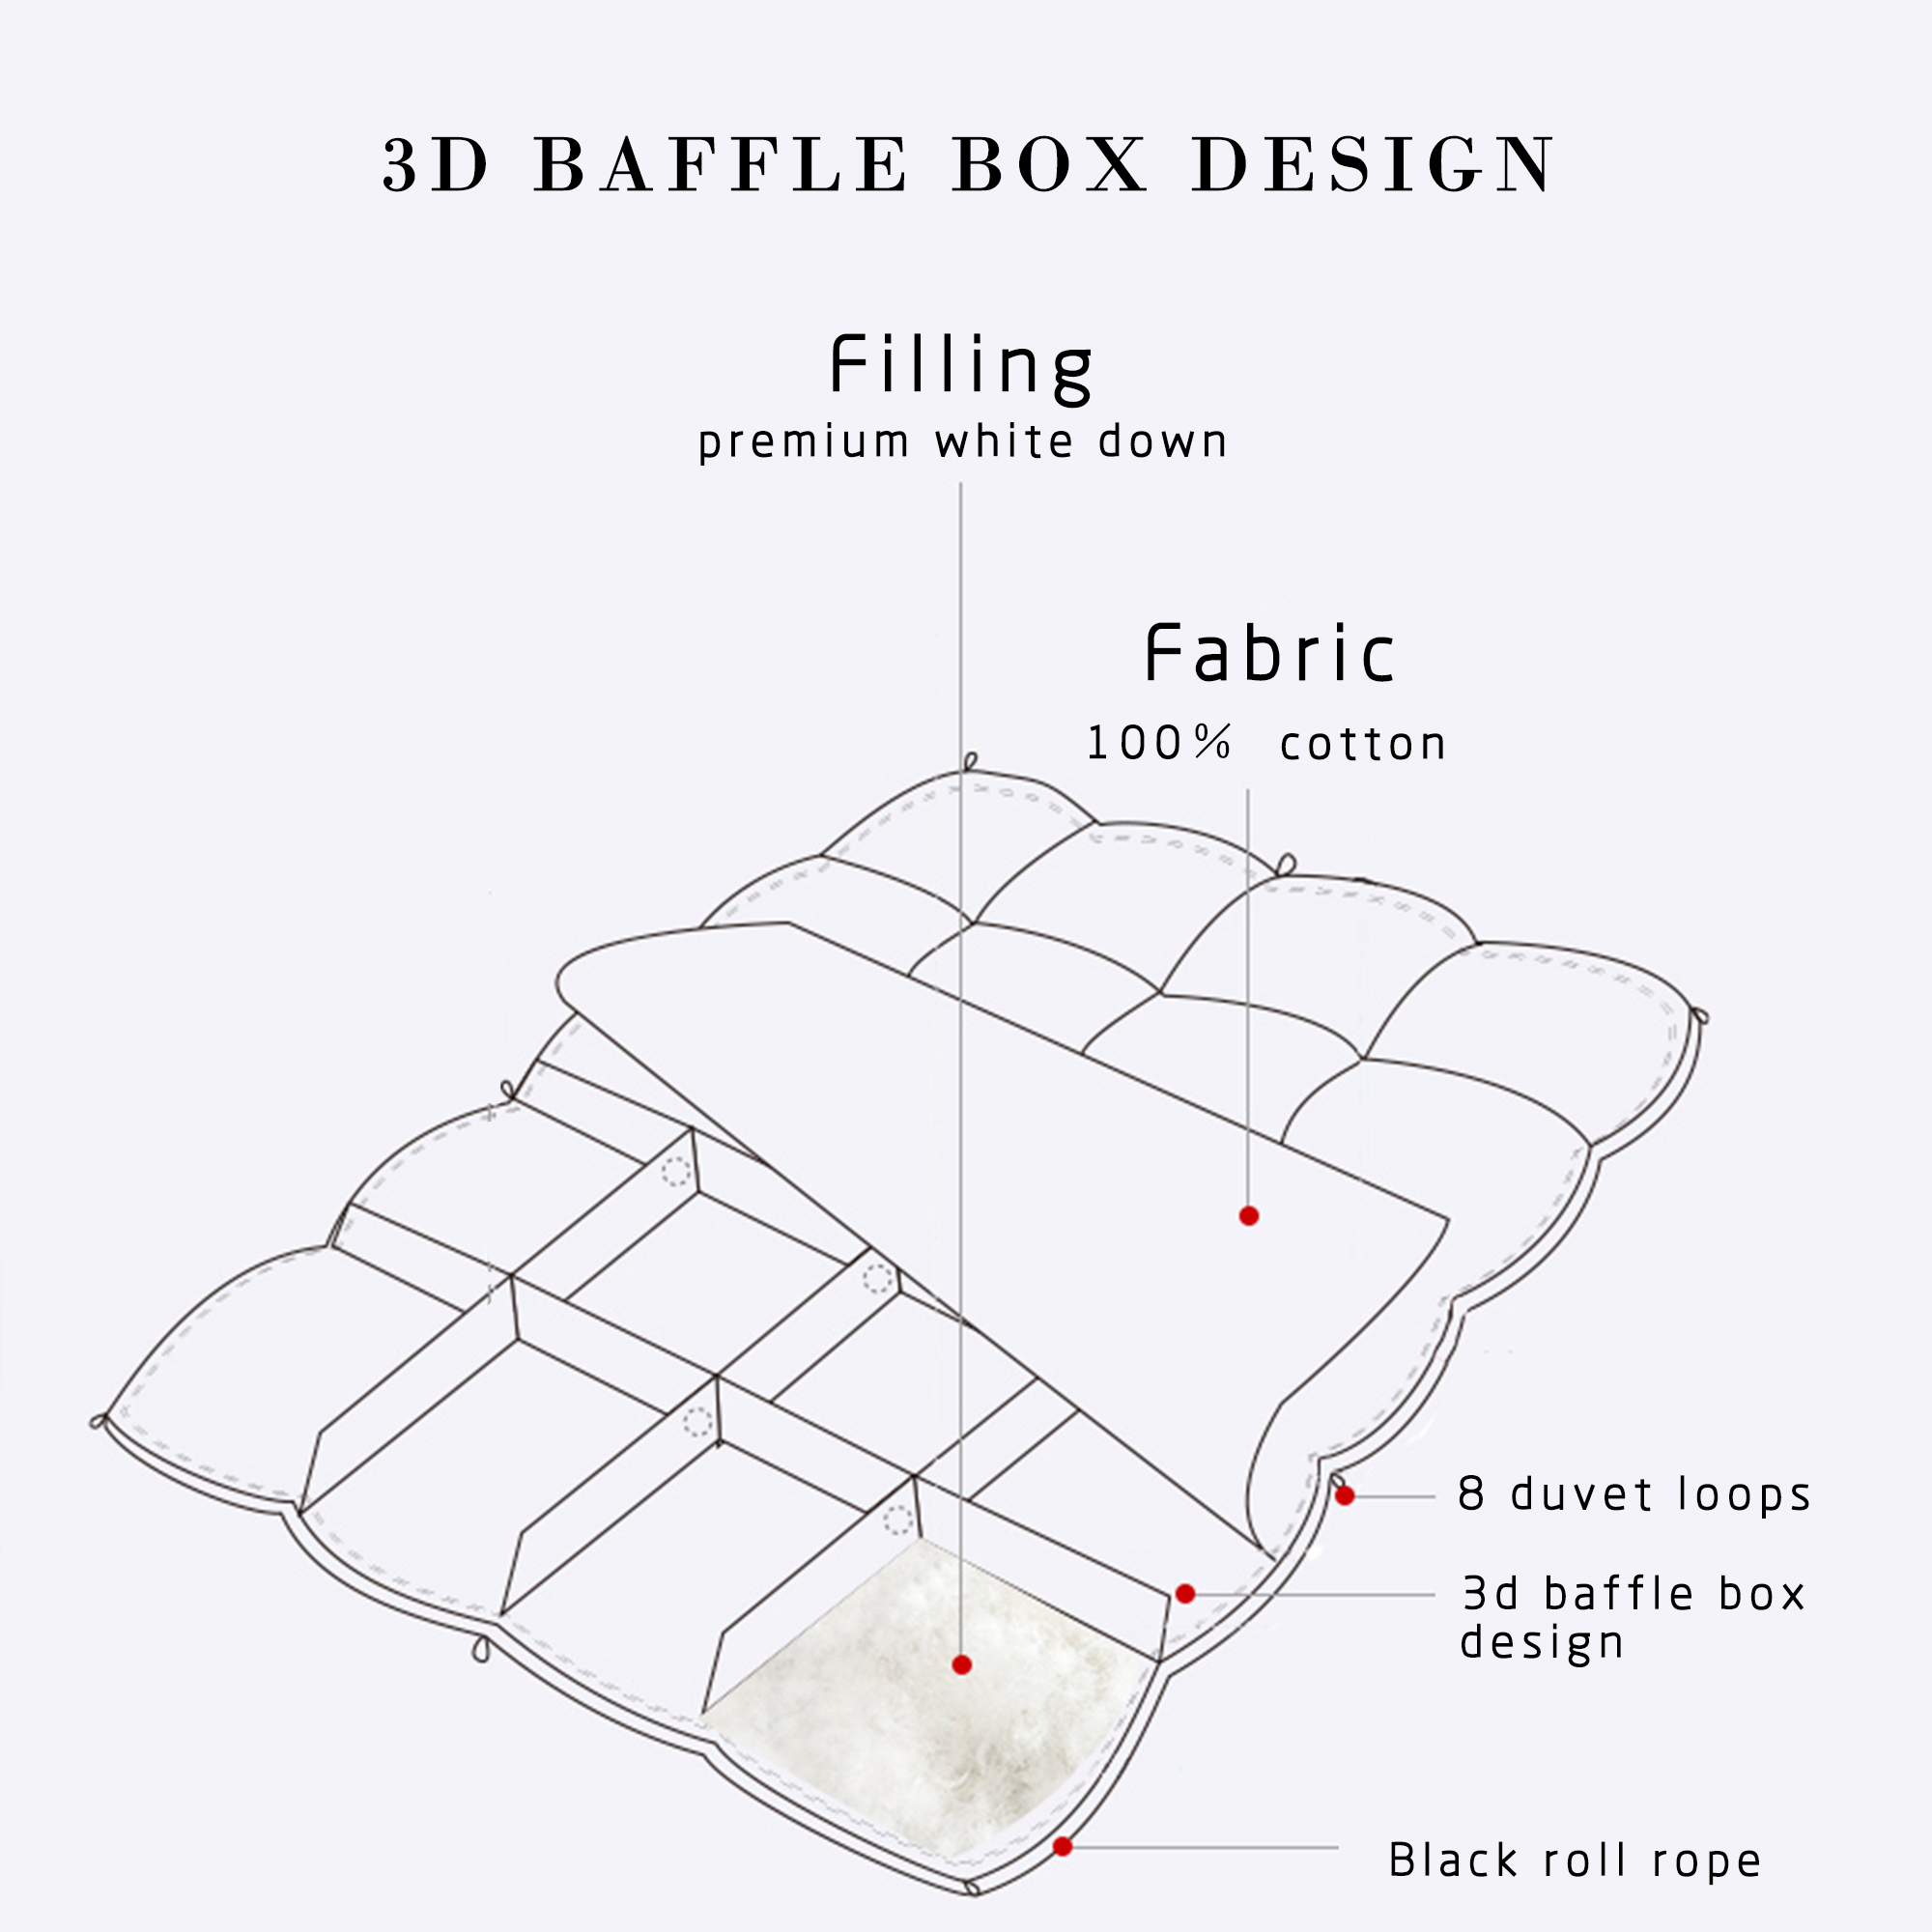 3D BAFFLE BOX DESIGN
Filling
premium white down
Fabric
100% cotton
8 duvet loops
3d baffle box
design
Black roll rope